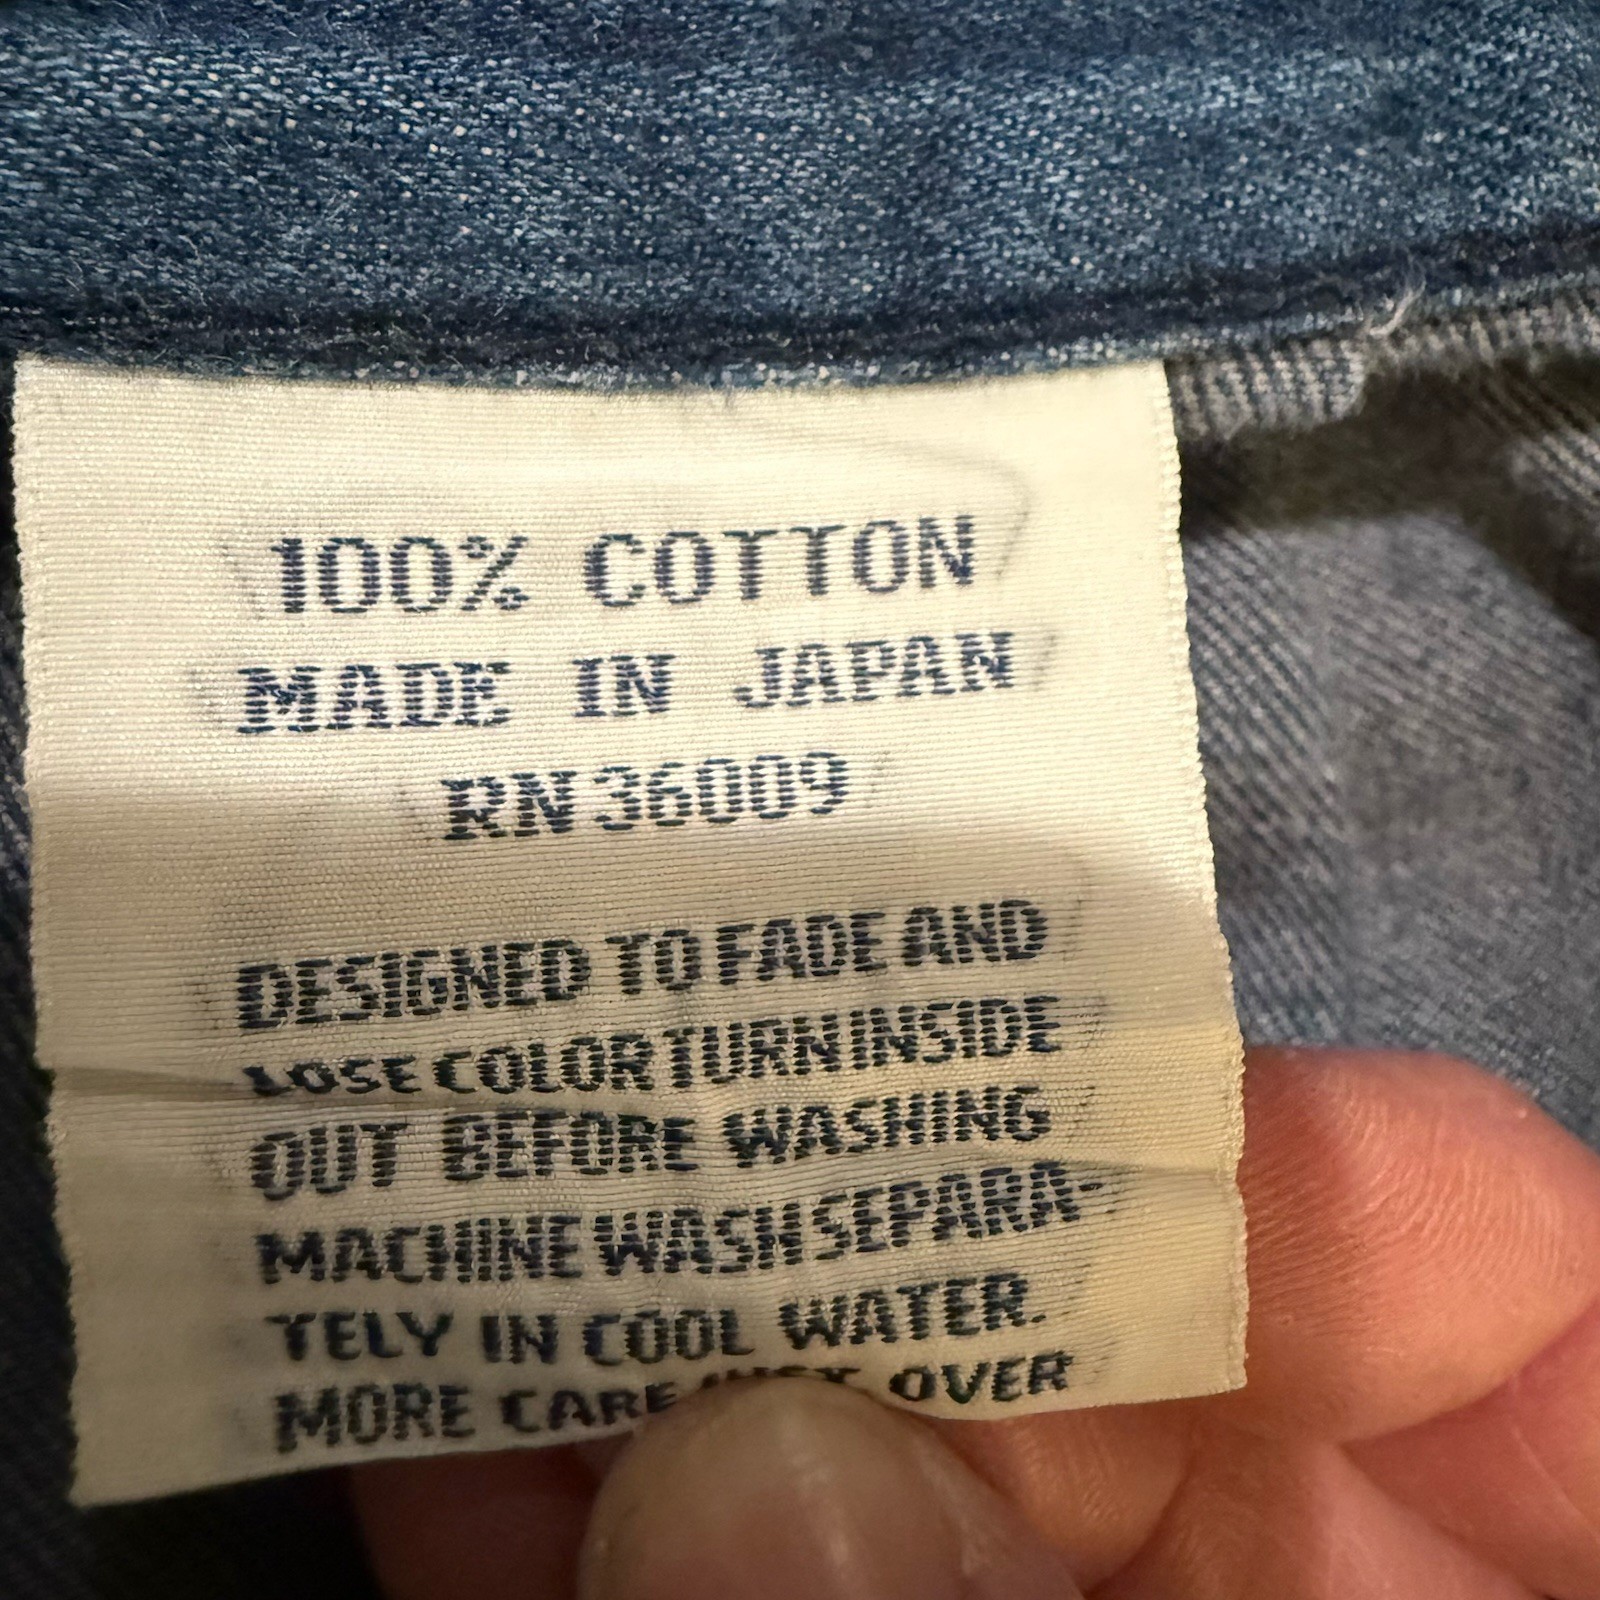 100% COTTON
MADE IN JAPAN
RN 36009
DESIGNED TO FADE AND
LOSE COLOR TURN INSIDE
OUT BEFORE WASHING
MACHINE WASH SEPARA-
TELY IN COOL WATER.
MORE CARE OVER